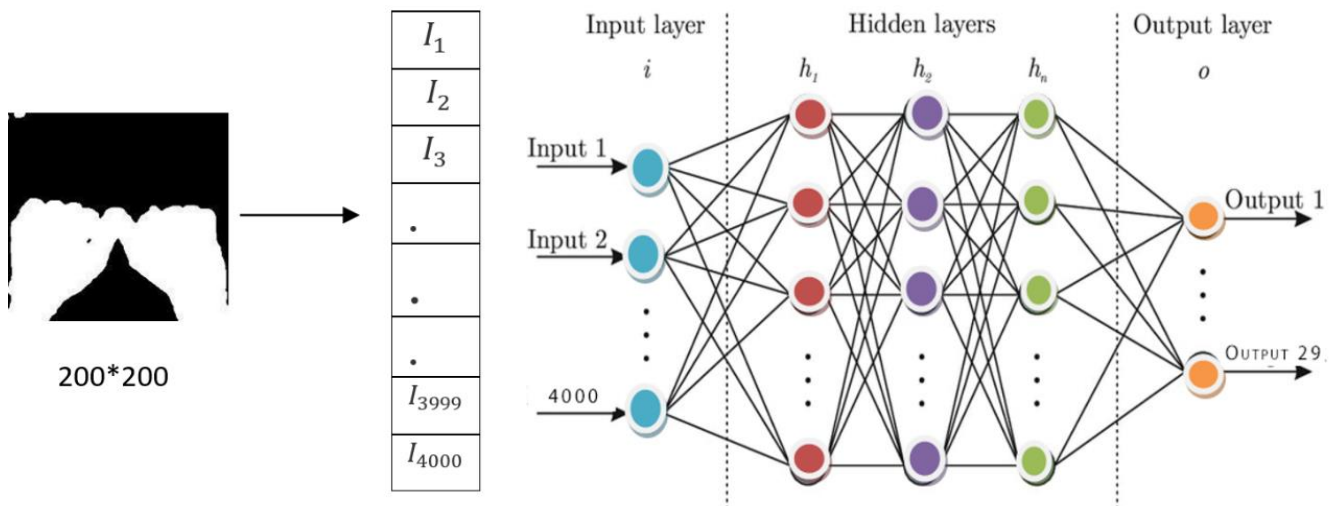 200*200
I₁
I₂
I₃
.
.
.
I₃₉₉₉
I₄₀₀₀
Input layer
i
Hidden layers
h₁
h₂
hₙ
Output layer
o
Input 1
Input 2
4000
Output 1
OUTPUT 29